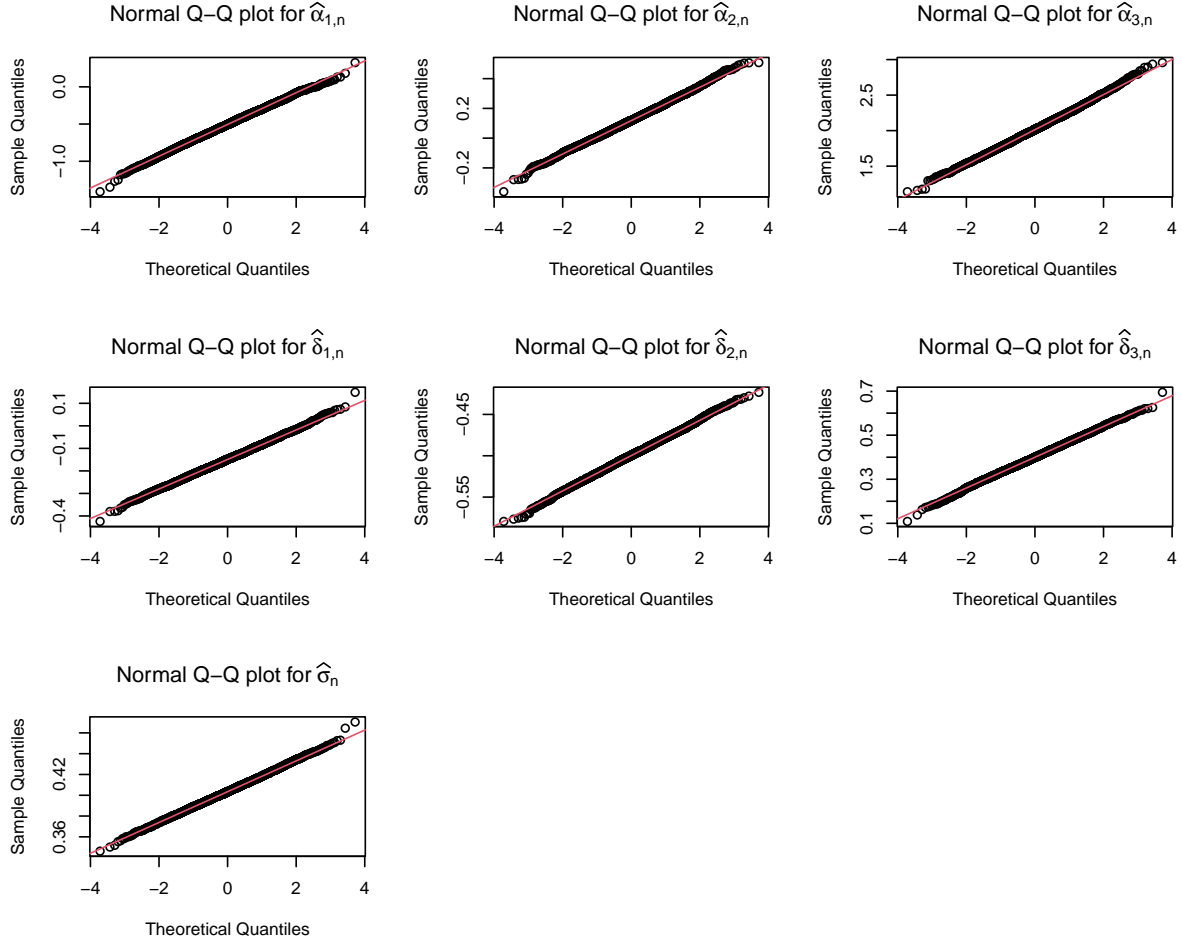 Normal Q−Q plot for α̂1,n
Sample Quantiles
−1.0
0.0
−4 −2 0 2 4
Theoretical Quantiles
Normal Q−Q plot for α̂2,n
Sample Quantiles
−0.2
0.2
−4 −2 0 2 4
Theoretical Quantiles
Normal Q−Q plot for α̂3,n
Sample Quantiles
1.5
2.5
−4 −2 0 2 4
Theoretical Quantiles
Normal Q−Q plot for δ̂1,n
Sample Quantiles
−0.4
−0.1
0.1
−4 −2 0 2 4
Theoretical Quantiles
Normal Q−Q plot for δ̂2,n
Sample Quantiles
−0.55
−0.45
−4 −2 0 2 4
Theoretical Quantiles
Normal Q−Q plot for δ̂3,n
Sample Quantiles
0.1
0.3
0.5
0.7
−4 −2 0 2 4
Theoretical Quantiles
Normal Q−Q plot for σ̂n
Sample Quantiles
0.36
0.42
−4 −2 0 2 4
Theoretical Quantiles